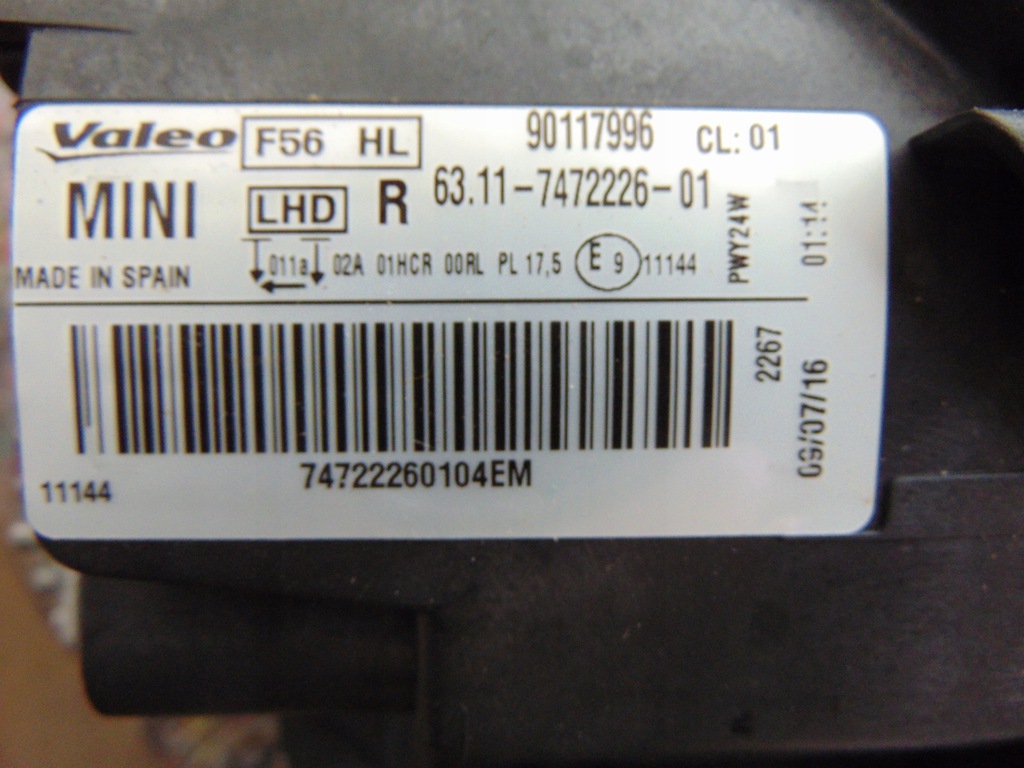 Valeo F56 HL 90117996 CL: 01
MINI LHD R 63.11-7472226-01
MADE IN SPAIN 011a 02A 01HCR 00RL PL 17,5 E 9 11144
PWY24W
01:14
2267
09/07/16
74722260104EM
11144